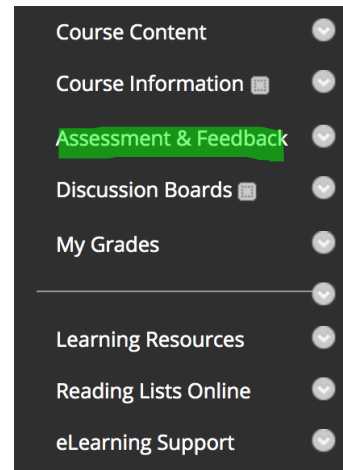 Course Content
Course Information
Assessment & Feedback
Discussion Boards
My Grades
Learning Resources
Reading Lists Online
eLearning Support